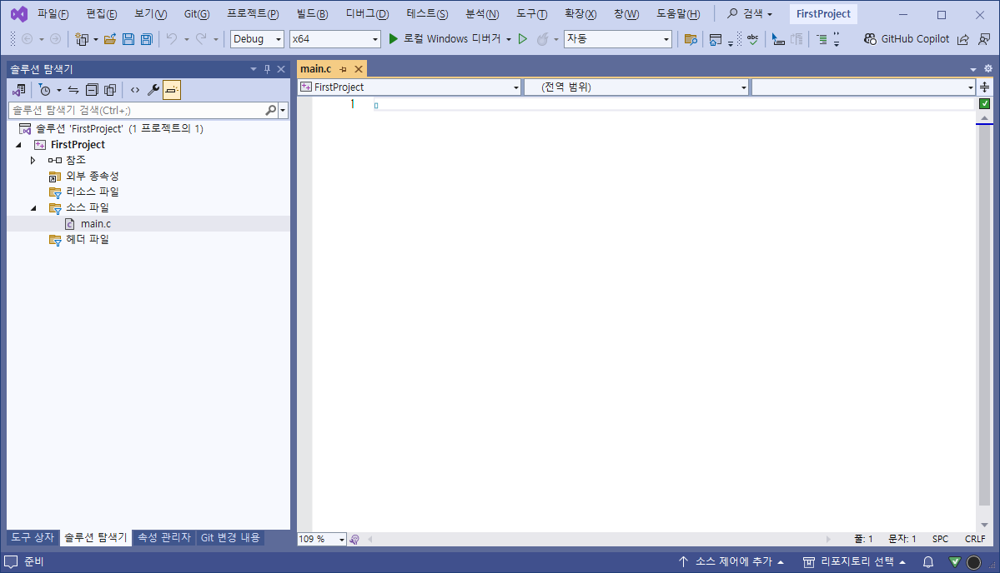 파일(F) 편집(E) 보기(V) Git(G) 프로젝트(P) 빌드(B) 디버그(D) 테스트(S) 분석(N) 도구(T) 확장(X) 창(W) 도움말(H) 검색 FirstProject
Debug x64 로컬 Windows 디버거 자동 abc GitHub Copilot
솔루션 탐색기
main.c
FirstProject (전역 범위)
솔루션 탐색기 검색(Ctrl+;)
1
솔루션 'FirstProject' (1 프로젝트의 1)
FirstProject
참조
외부 종속성
리소스 파일
소스 파일
main.c
헤더 파일
도구 상자 솔루션 탐색기 속성 관리자 Git 변경 내용
109 % 줄: 1 문자: 1 SPC CRLF
준비 소스 제어에 추가 리포지토리 선택